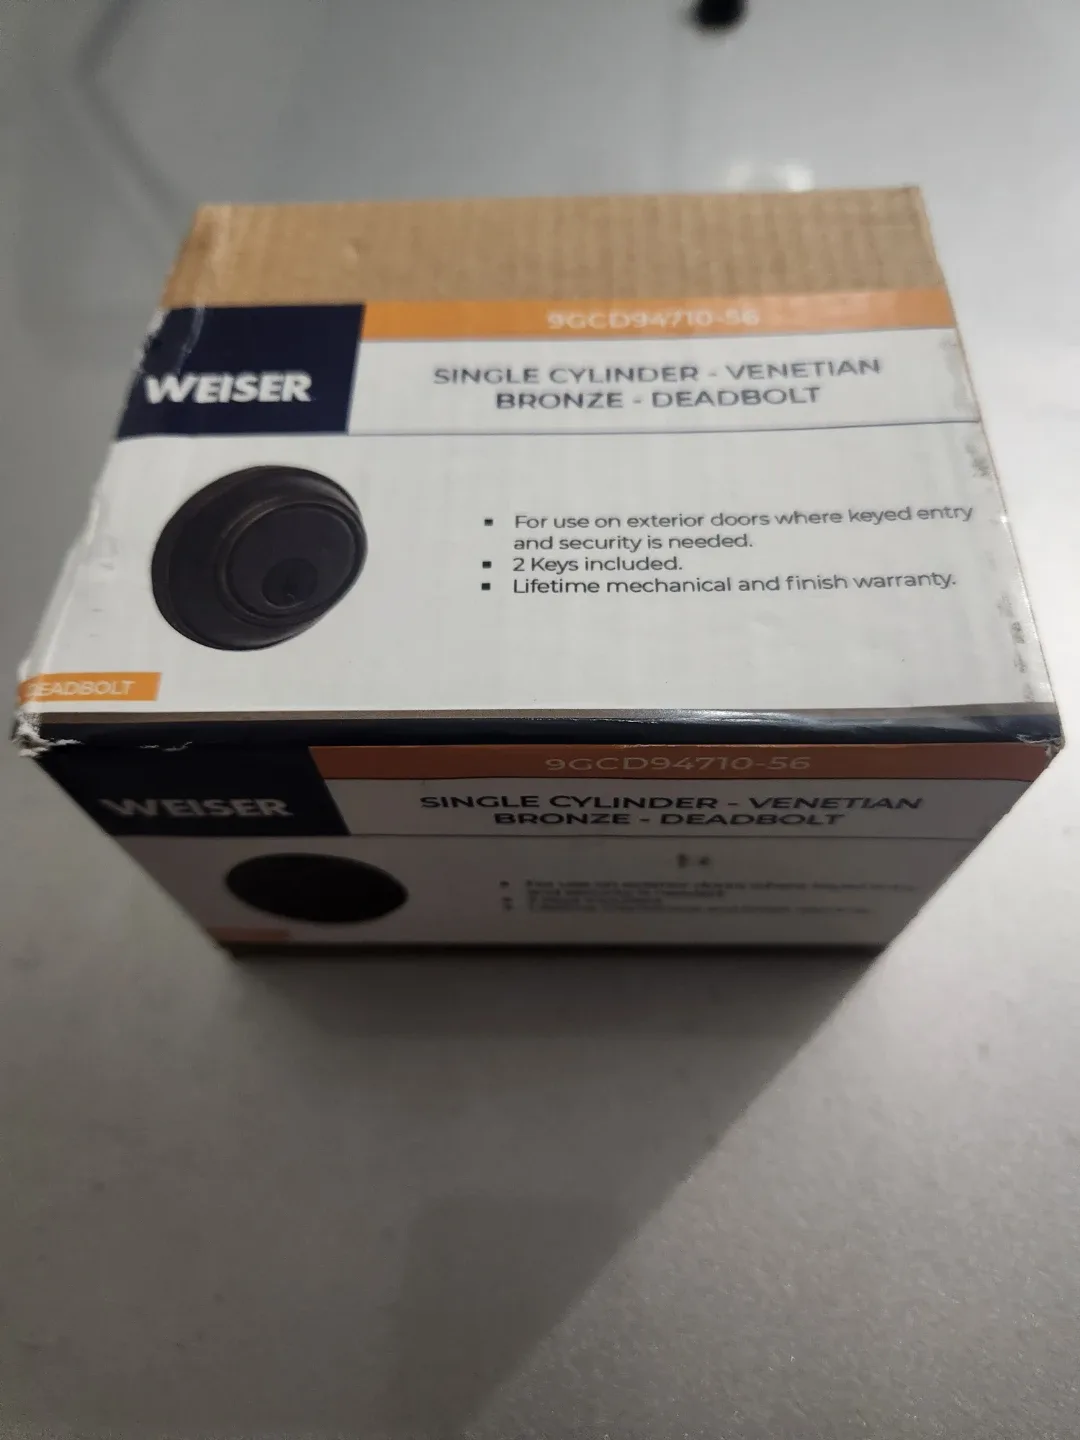 9GCD94710-56
WEISER
SINGLE CYLINDER - VENETIAN
BRONZE - DEADBOLT
▪ For use on exterior doors where keyed entry
and security is needed.
▪ 2 Keys included.
▪ Lifetime mechanical and finish warranty.
DEADBOLT
9GCD94710-56
WEISER
SINGLE CYLINDER - VENETIAN
BRONZE - DEADBOLT